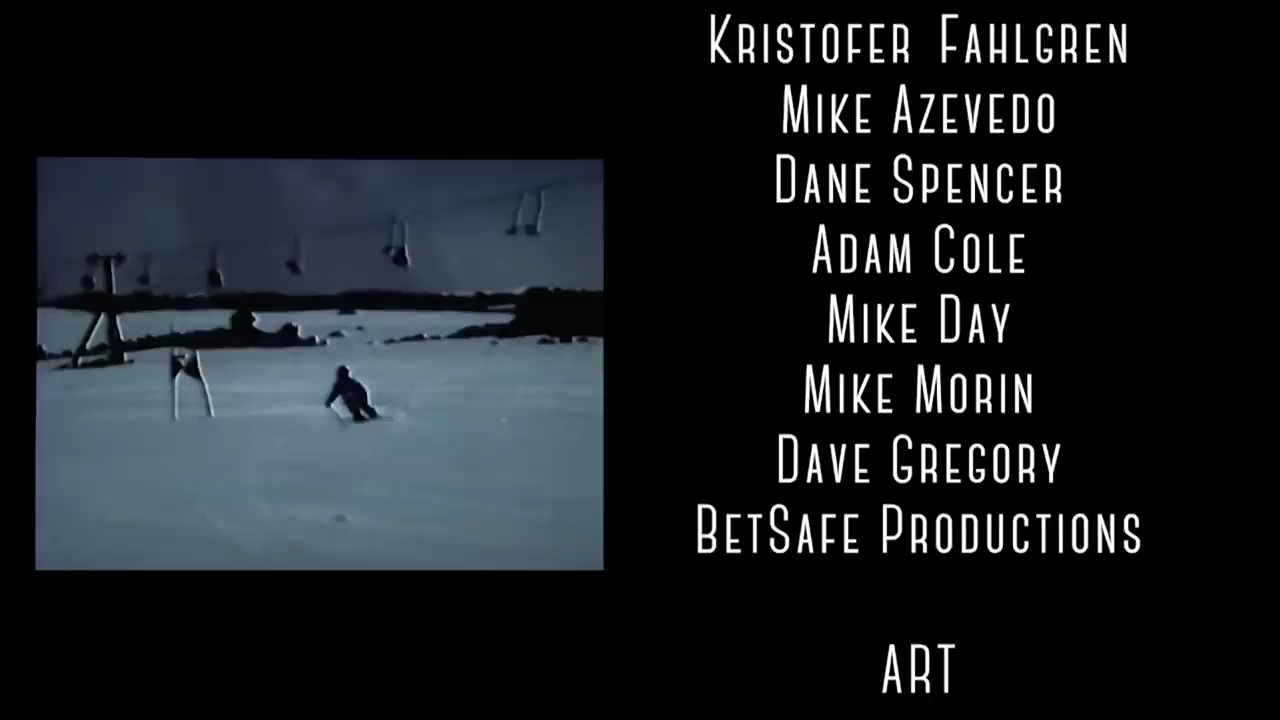 Kristofer Fahlgren
Mike Azevedo
Dane Spencer
Adam Cole
Mike Day
Mike Morin
Dave Gregory
BetSafe Productions
ART